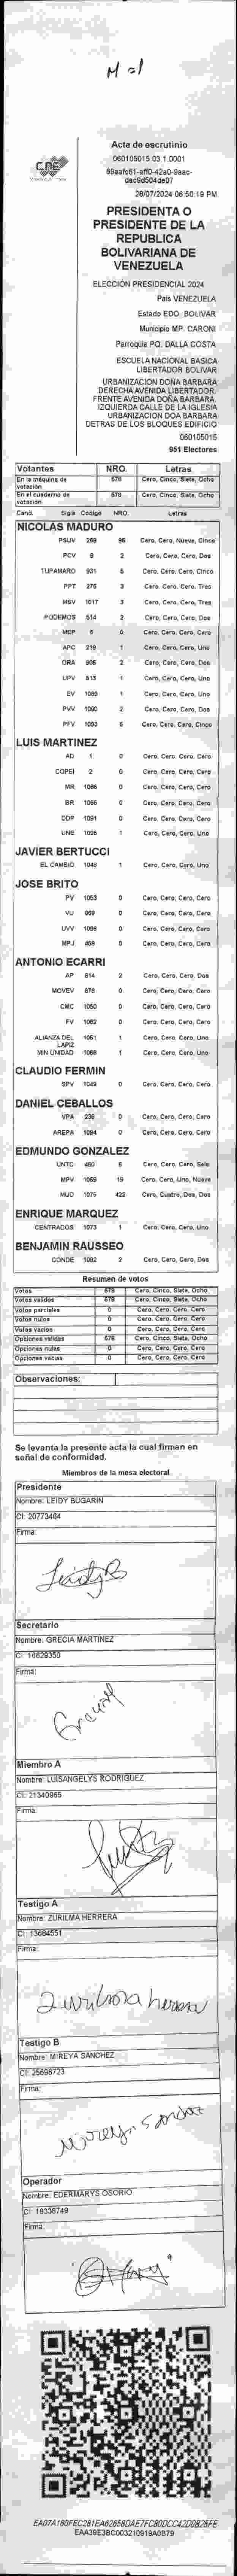 Acta de escrutinio
060105015 03 1 0001
28/07/2024 06:50:19 PM
PRESIDENTA O
PRESIDENTE DE LA
REPUBLICA
BOLIVARIANA DE
VENEZUELA
ELECCIÓN PRESIDENCIAL 2024
País VENEZUELA
Estado EDO. BOLIVAR
Municipio MP. CARONI
Parroquia PQ. DALLA COSTA
ESCUELA NACIONAL BASICA
LIBERTADOR BOLIVAR
URBANIZACION DOÑA BARBARA
DERECHA AVENIDA LIBERTADOR
FRENTE AVENIDA DOÑA BARBARA
IZQUIERDA CALLE DE LA IGLESIA
URBANIZACION DOA BARBARA
DETRAS DE LOS BLOQUES EDIFICIO
060105015
951 Electores
Votantes NRO. Letras
En la máquina de votación 578 Cero, Cinco, Siete, Ocho
En el cuaderno de votación 578 Cero, Cinco, Siete, Ocho
Cand. Sigla Código NRO. Letras
NICOLAS MADURO
PSUV 269 95 Cero, Cero, Nueve, Cinco
PCV 9 2 Cero, Cero, Cero, Dos
TUPAMARO 931 5 Cero, Cero, Cero, Cinco
PPT 275 3 Cero, Cero, Cero, Tres
MSV 1017 3 Cero, Cero, Cero, Tres
PODEMOS 514 2 Cero, Cero, Cero, Dos
MEP 6 0 Cero, Cero, Cero, Cero
APC 219 1 Cero, Cero, Cero, Uno
ORA 906 2 Cero, Cero, Cero, Dos
UPV 513 1 Cero, Cero, Cero, Uno
EV 1089 1 Cero, Cero, Cero, Uno
PVV 1090 2 Cero, Cero, Cero, Dos
PFV 1093 5 Cero, Cero, Cero, Cinco
LUIS MARTINEZ
AD 1 0 Cero, Cero, Cero, Cero
COPEI 2 0 Cero, Cero, Cero, Cero
MR 1065 0 Cero, Cero, Cero, Cero
BR 1066 0 Cero, Cero, Cero, Cero
DDP 1091 0 Cero, Cero, Cero, Cero
UNE 1095 1 Cero, Cero, Cero, Uno
JAVIER BERTUCCI
EL CAMBIO 1048 1 Cero, Cero, Cero, Uno
JOSE BRITO
PV 1053 0 Cero, Cero, Cero, Cero
VU 969 0 Cero, Cero, Cero, Cero
UVV 1096 0 Cero, Cero, Cero, Cero
MPJ 459 0 Cero, Cero, Cero, Cero
ANTONIO ECARRI
AP 814 2 Cero, Cero, Cero, Dos
MOVEV 878 0 Cero, Cero, Cero, Cero
CMC 1050 0 Cero, Cero, Cero, Cero
FV 1062 0 Cero, Cero, Cero, Cero
ALIANZA DEL LAPIZ 1051 1 Cero, Cero, Cero, Uno
MIN UNIDAD 1068 1 Cero, Cero, Cero, Uno
CLAUDIO FERMIN
SPV 1049 0 Cero, Cero, Cero, Cero
DANIEL CEBALLOS
VPA 236 0 Cero, Cero, Cero, Cero
AREPA 1094 0 Cero, Cero, Cero, Cero
EDMUNDO GONZALEZ
UNTC 460 6 Cero, Cero, Cero, Seis
MPV 1069 19 Cero, Cero, Uno, Nueve
MUD 1075 422 Cero, Cuatro, Dos, Dos
ENRIQUE MARQUEZ
CENTRADOS 1073 1 Cero, Cero, Cero, Uno
BENJAMIN RAUSSEO
CONDE 1092 2 Cero, Cero, Cero, Dos
Resumen de votos
Votos 578 Cero, Cinco, Siete, Ocho
Votos validos 578 Cero, Cinco, Siete, Ocho
Votos parciales 0 Cero, Cero, Cero, Cero
Votos nulos 0 Cero, Cero, Cero, Cero
Votos vacíos 0 Cero, Cero, Cero, Cero
Opciones validas 578 Cero, Cinco, Siete, Ocho
Opciones nulas 0 Cero, Cero, Cero, Cero
Opciones vacías 0 Cero, Cero, Cero, Cero
Observaciones:
Se levanta la presente acta la cual firman en
señal de conformidad.
Miembros de la mesa electoral
Presidente
Nombre: LEIDY BUGARIN
CI: 20773464
Firma:
Leidy B
Secretario
Nombre: GRECIA MARTINEZ
CI: 16629350
Firma:
Miembro A
Nombre: LUISANGELYS RODRIGUEZ
CI: 21340965
Firma:
Testigo A
Nombre: ZURILMA HERRERA
CI: 13684551
Firma:
Zurilma herrera
Testigo B
Nombre: MIREYA SANCHEZ
CI: 25696723
Firma:
Mireya Sanchez
Operador
Nombre: EDERMARYS OSORIO
CI: 19338749
Firma: